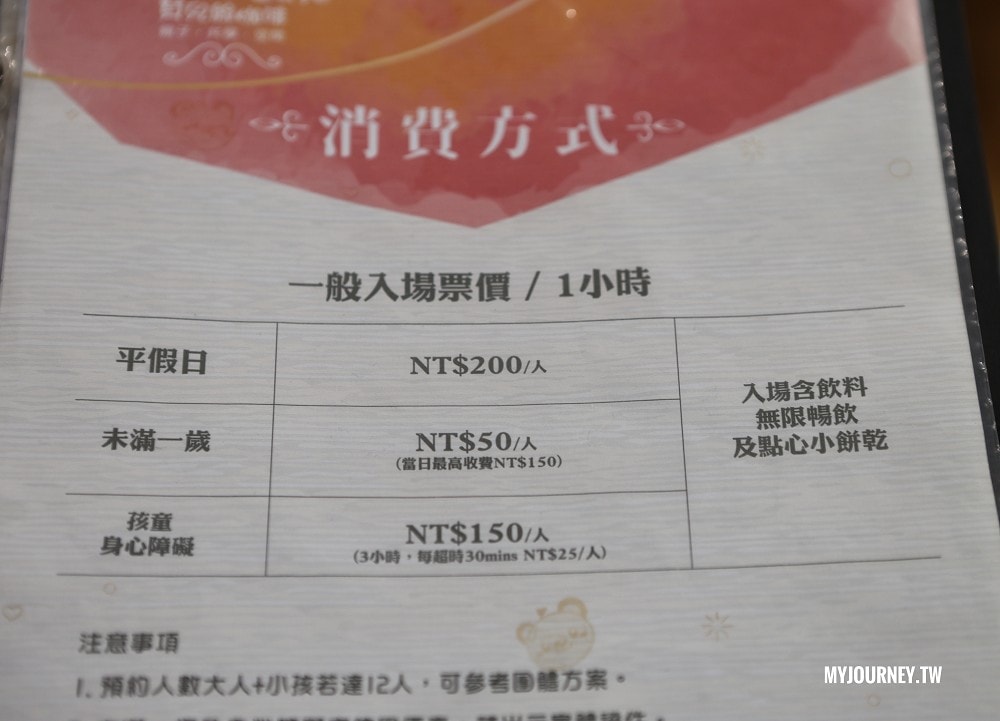 消費方式
一般入場票價 / 1小時
平假日
NT$200/人
入場含飲料
無限暢飲
及點心小餅乾
未滿一歲
NT$50/人
(當日最高收費NT$150)
孩童
身心障礙
NT$150/人
(3小時，每超時30mins NT$25/人)
注意事項
1. 預約人數大人+小孩若達12人，可參考團體方案。
MYJOURNEY.TW